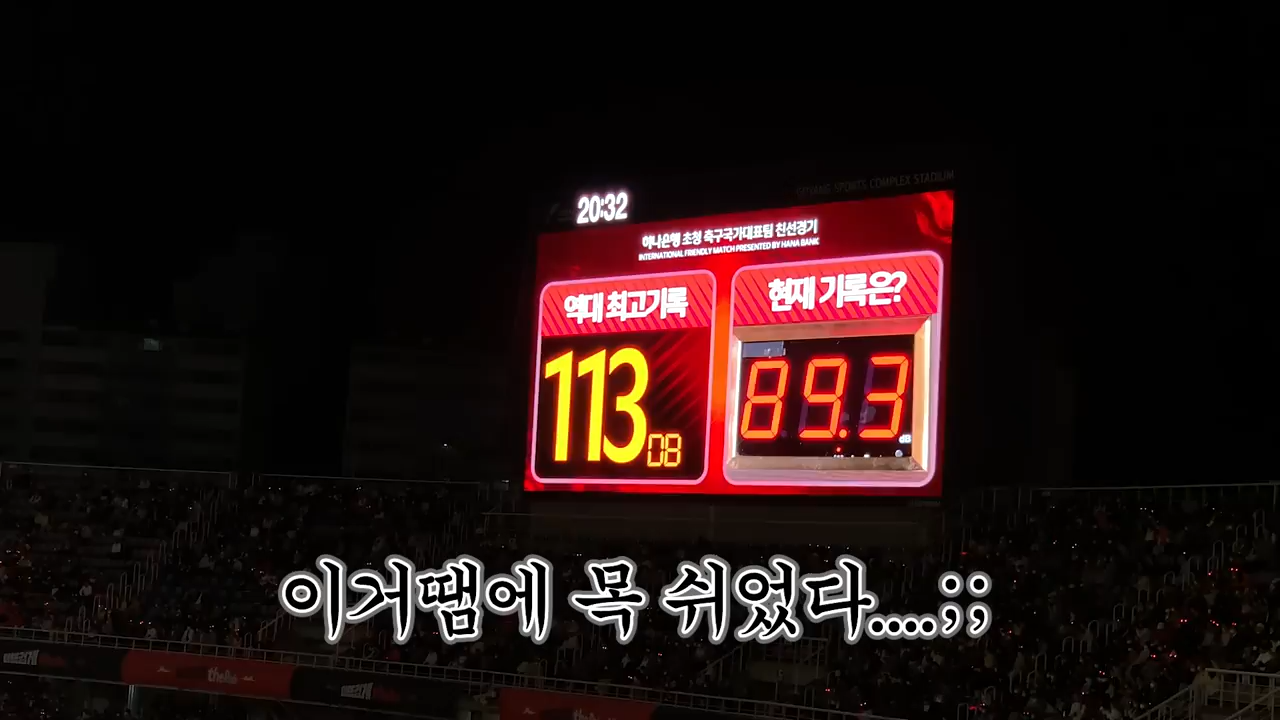 GOYANG SPORTS COMPLEX STADIUM
20:32
하나은행 초청 축구국가대표팀 친선경기
INTERNATIONAL FRIENDLY MATCH PRESENTED BY HANA BANK
역대 최고기록
113 DB
현재 기록은?
89.3 dB
이거땜에 목 쉬었다....;;